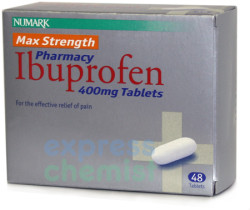 NUMARK
Max Strength
Pharmacy
Ibuprofen
400mg Tablets
For the effective relief of pain
express
chemist
48
Tablets